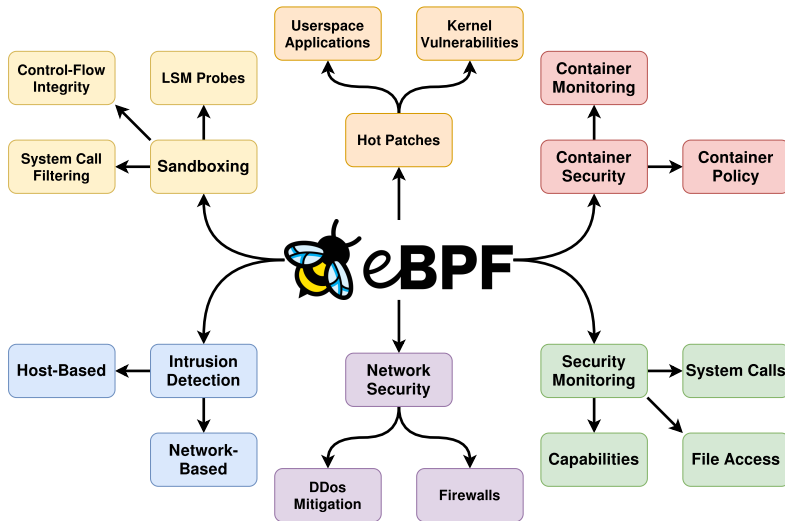 Userspace
Applications
Kernel
Vulnerabilities
Control-Flow
Integrity
LSM Probes
Container
Monitoring
Hot Patches
System Call
Filtering
Sandboxing
Container
Security
Container
Policy
eBPF
Host-Based
Intrusion
Detection
Network
Security
Security
Monitoring
System Calls
Network-
Based
DDos
Mitigation
Firewalls
Capabilities
File Access